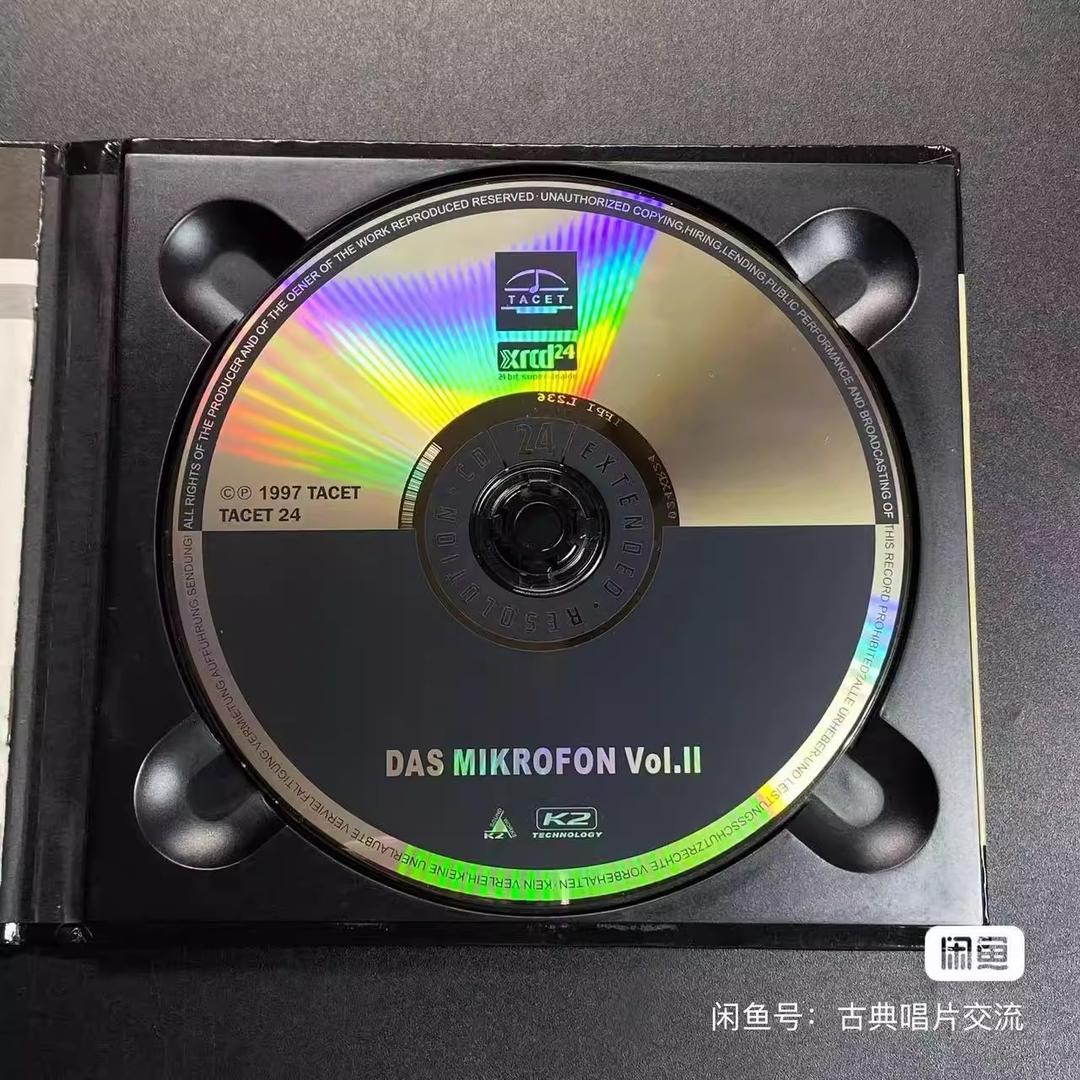 TACET
xrcd24
24 bit super analog
IFPI L236
EXTENDED · RESOLUTION CD 24
©℗ 1997 TACET
TACET 24
DAS MIKROFON Vol.II
K2
K2
TECHNOLOGY
ALL RIGHTS OF THE PRODUCER AND OF THE OENER OF THE WORK REPRODUCED RESERVED·UNAUTHORIZED COPYING,HIRING,LENDING,PUBLIC PERFORMANCE AND BROADCASTING OF THIS RECORD PROHIBITED?ALLE URHEBER-UND LEISTUNGSSCHUTZRECHTE VORBEHALTEN·KEIN VERLEIH,KEINE UNERLAUBTE VERVIELFALTIGUNG VERMIETUNG AUFFUHRUNG,SENDUNG!
闲鱼
闲鱼号：古典唱片交流